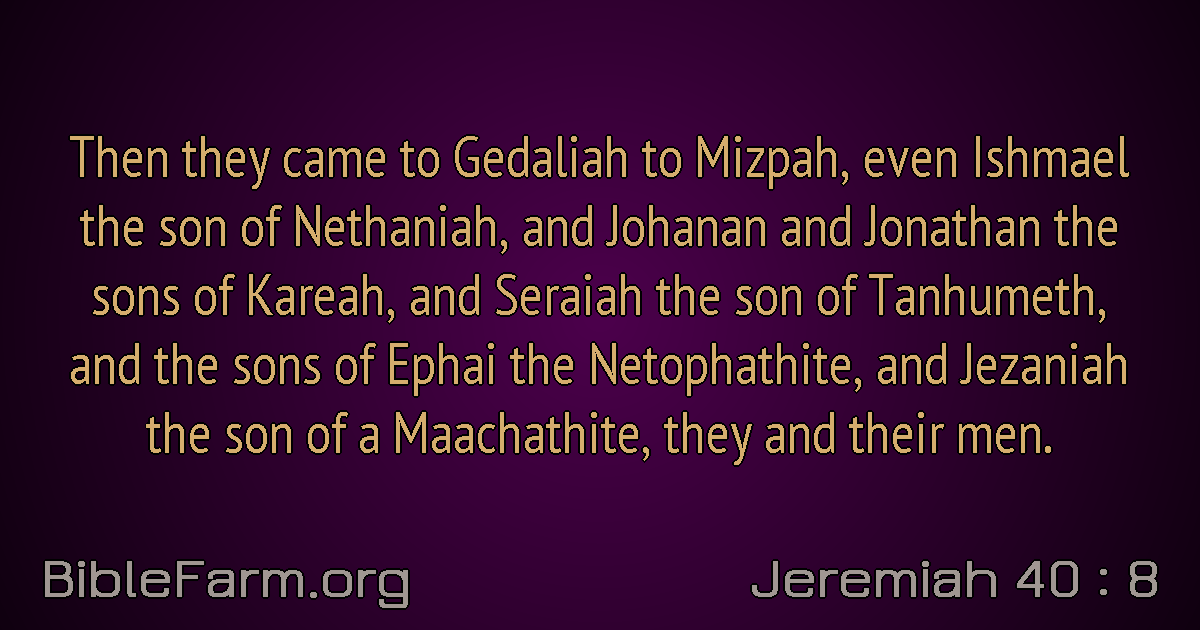 Then they came to Gedaliah to Mizpah, even Ishmael
the son of Nethaniah, and Johanan and Jonathan the
sons of Kareah, and Seraiah the son of Tanhumeth,
and the sons of Ephai the Netophathite, and Jezaniah
the son of a Maachathite, they and their men.
BibleFarm.org
Jeremiah 40 : 8